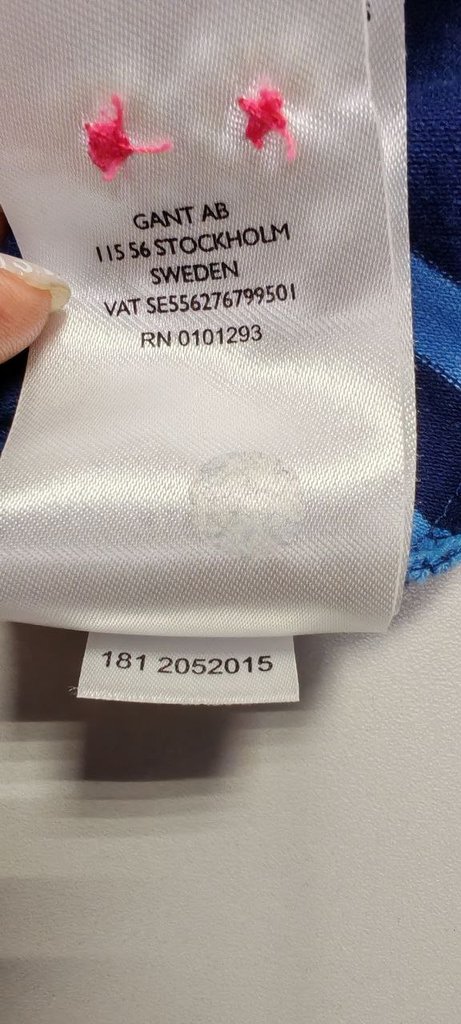 GANT AB
115 56 STOCKHOLM
SWEDEN
VAT SE556276799501
RN 0101293
181 2052015